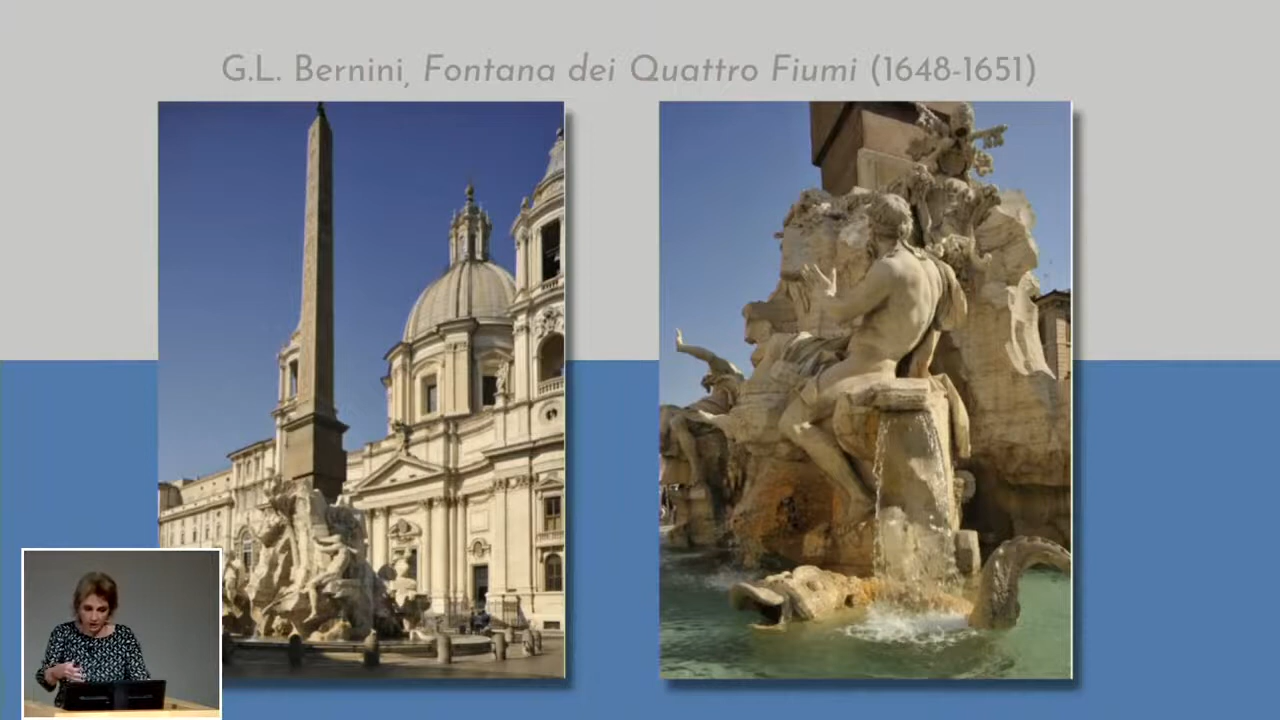 G.L. Bernini, Fontana dei Quattro Fiumi (1648-1651)